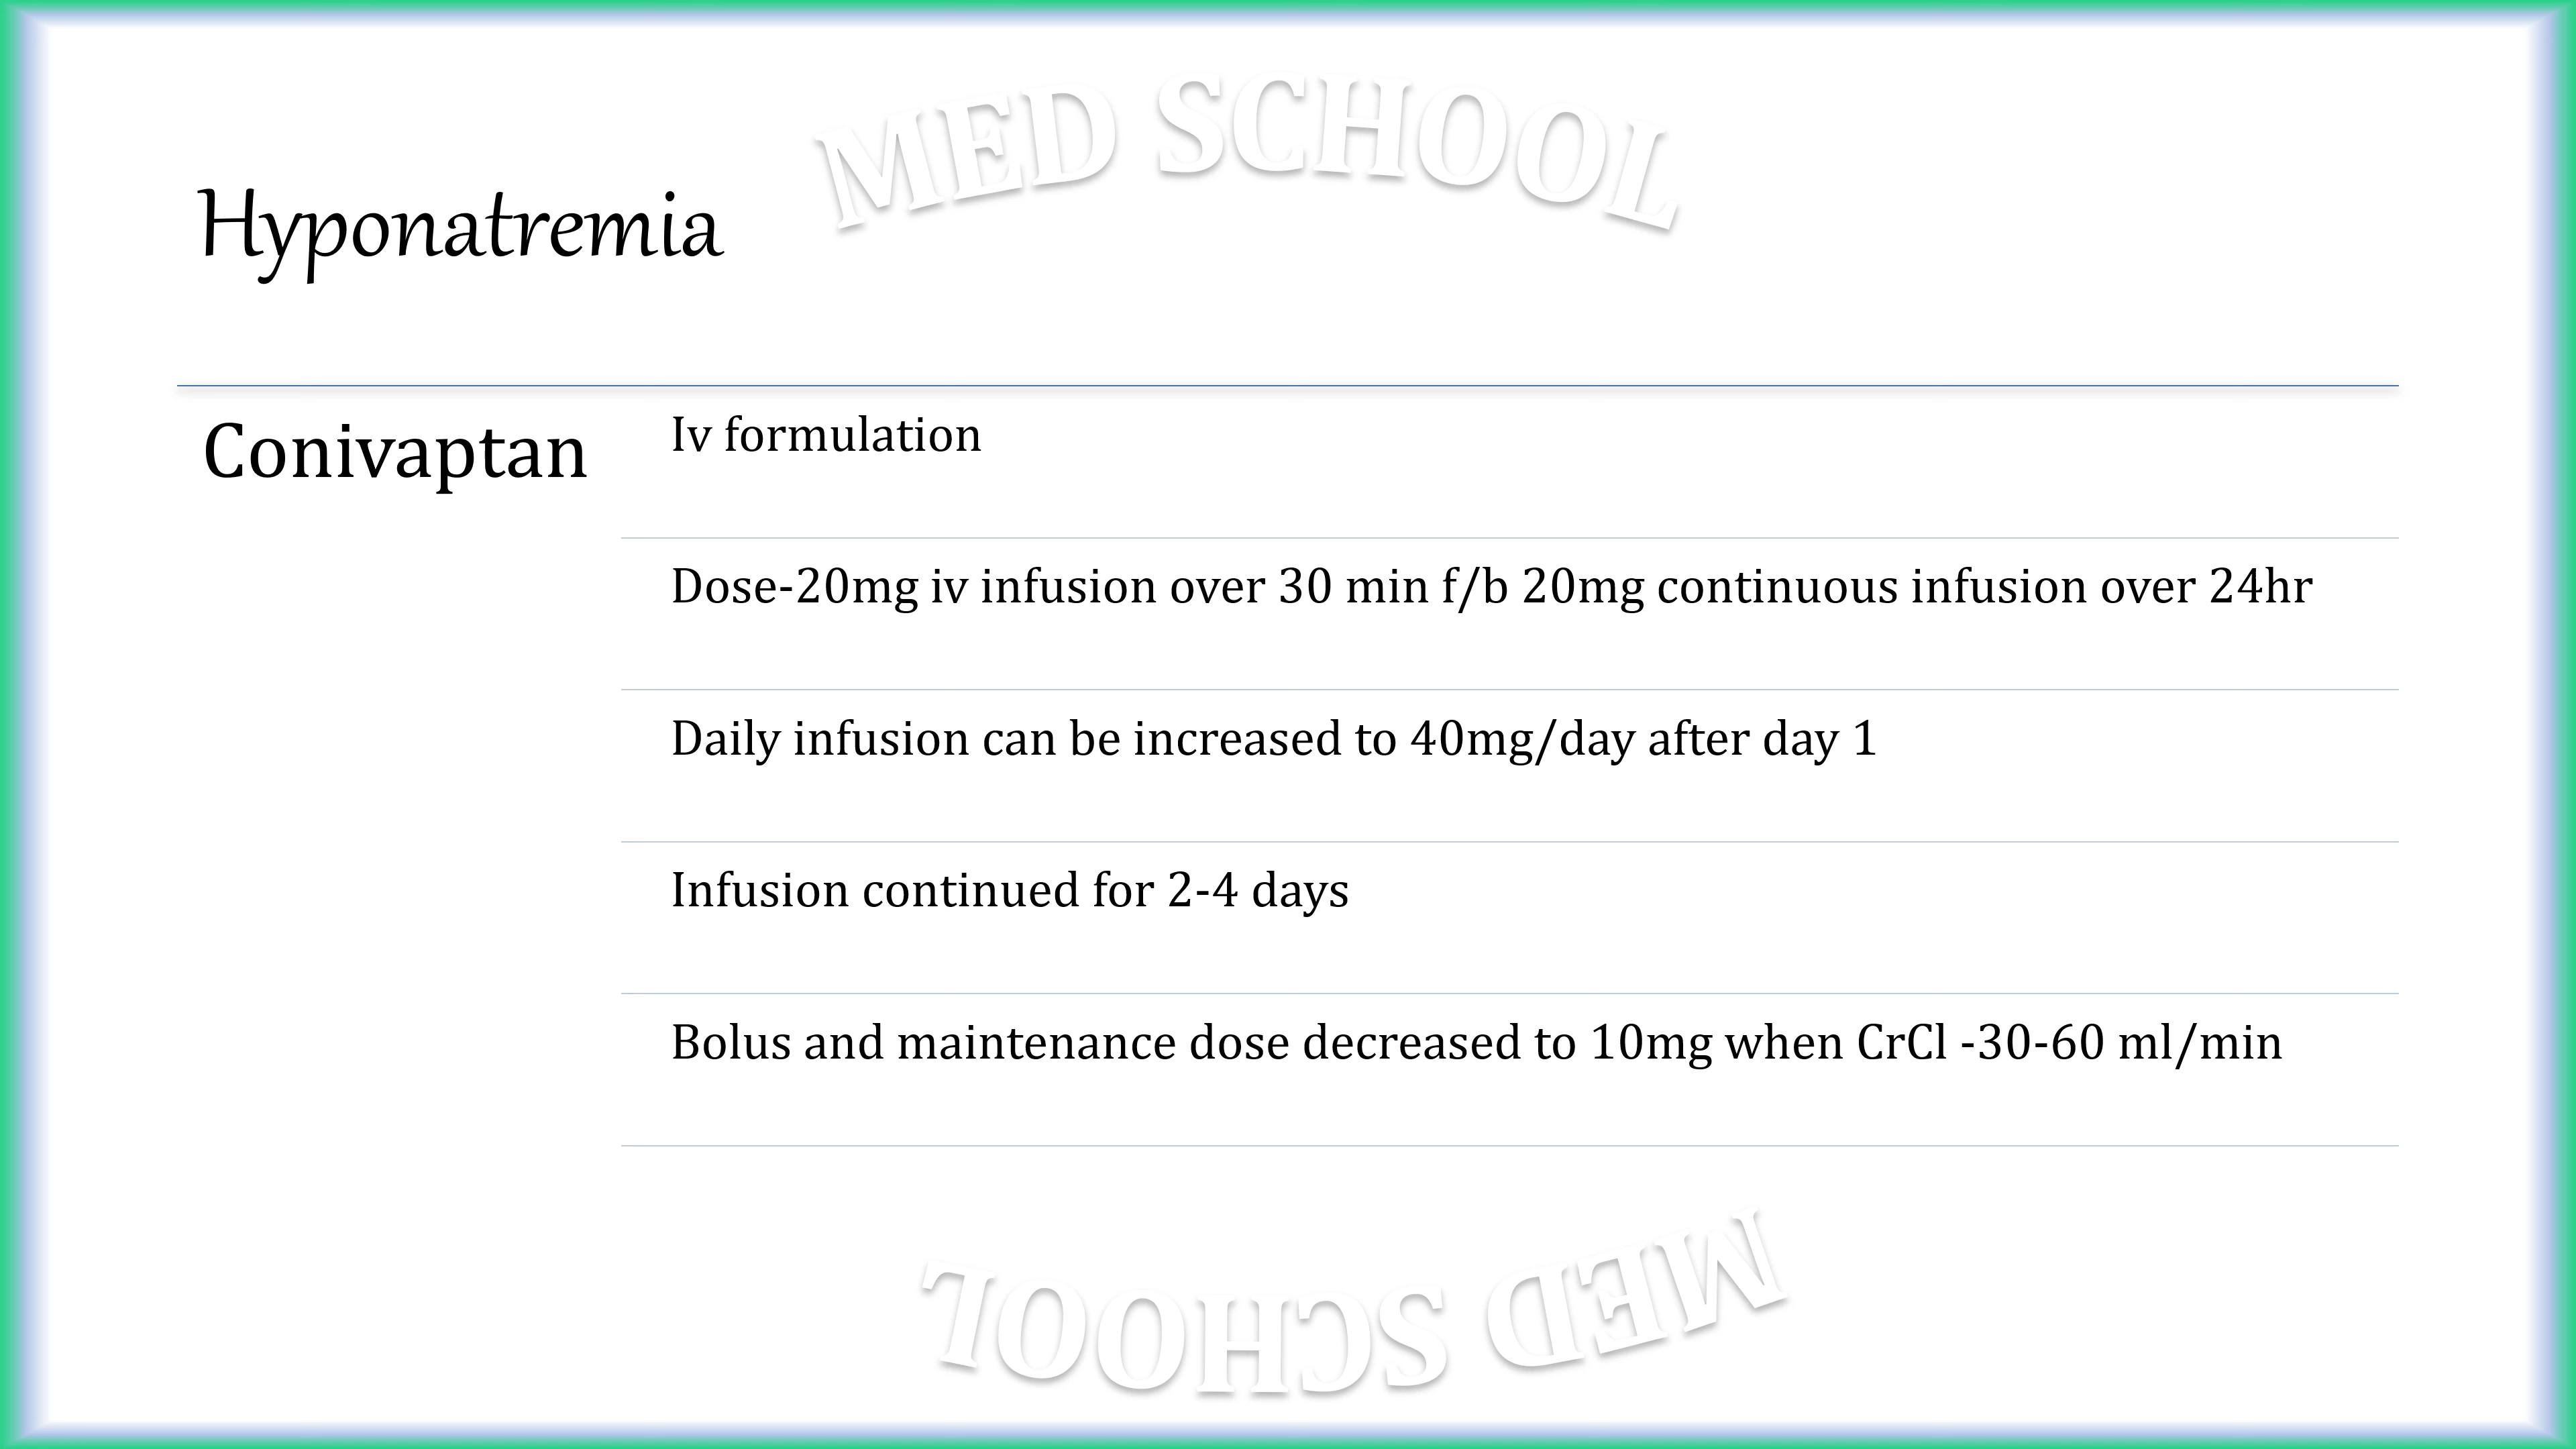 MED SCHOOL
Hyponatremia
Conivaptan
Iv formulation
Dose-20mg iv infusion over 30 min f/b 20mg continuous infusion over 24hr
Daily infusion can be increased to 40mg/day after day 1
Infusion continued for 2-4 days
Bolus and maintenance dose decreased to 10mg when CrCl -30-60 ml/min
MED SCHOOL